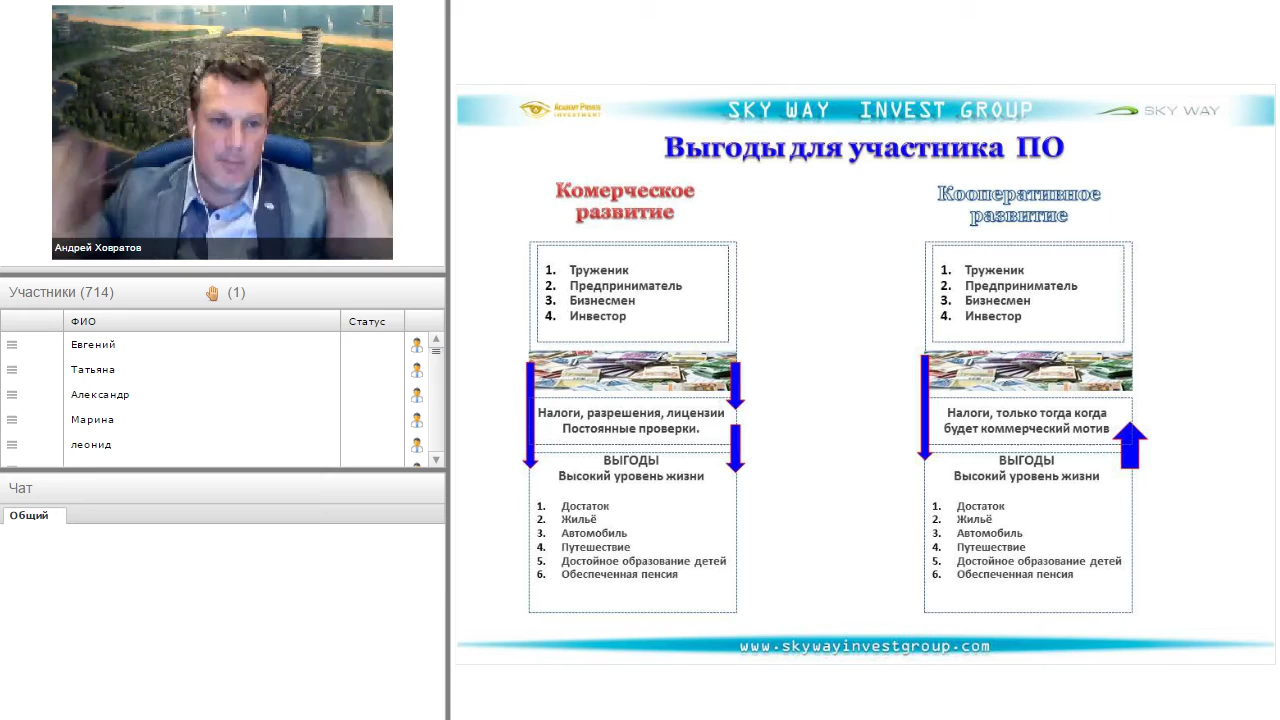 Андрей Ховратов
Участники (714)
(1)
ФИО
Статус
Евгений
Татьяна
Александр
Марина
леонид
Чат
Общий
INVESTMENT
SKY WAY INVEST GROUP
SKY WAY
Выгоды для участника ПО
Комерческое
развитие
1. Труженик
2. Предприниматель
3. Бизнесмен
4. Инвестор
Налоги, разрешения, лицензии
Постоянные проверки.
ВЫГОДЫ
Высокий уровень жизни
1. Достаток
2. Жильё
3. Автомобиль
4. Путешествие
5. Достойное образование детей
6. Обеспеченная пенсия
Кооперативное
развитие
1. Труженик
2. Предприниматель
3. Бизнесмен
4. Инвестор
Налоги, только тогда когда
будет коммерческий мотив
ВЫГОДЫ
Высокий уровень жизни
1. Достаток
2. Жильё
3. Автомобиль
4. Путешествие
5. Достойное образование детей
6. Обеспеченная пенсия
www.skywayinvestgroup.com